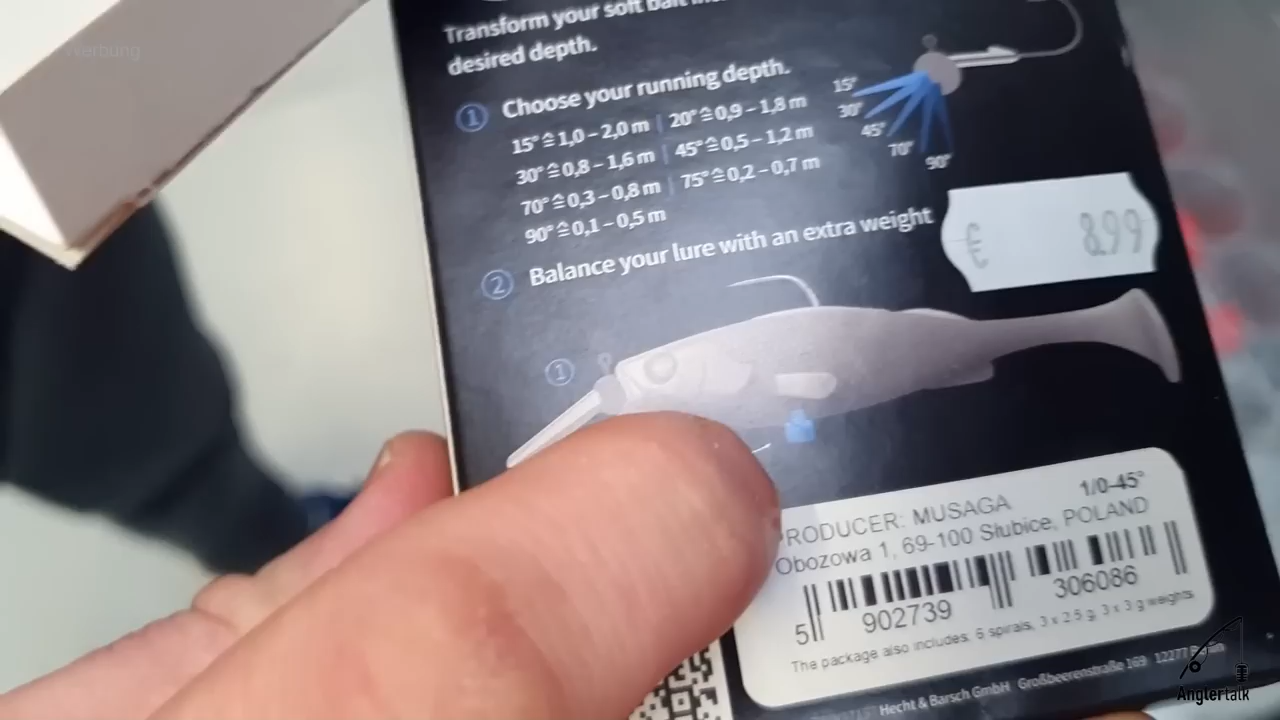 Werbung
Transform your soft bait
desired depth.
① Choose your running depth.
15° ≙ 1,0 – 2,0 m | 20° ≙ 0,9 – 1,8 m
30° ≙ 0,8 – 1,6 m | 45° ≙ 0,5 – 1,2 m
70° ≙ 0,3 – 0,8 m | 75° ≙ 0,2 – 0,7 m
90° ≙ 0,1 – 0,5 m
15°
30°
45°
70°
90°
② Balance your lure with an extra weight
€ 8.99
①
1/0-45°
RODUCER: MUSAGA
Obozowa 1, 69-100 Słubice, POLAND
5 902739 306086
The package also includes: 6 spirals, 3 x 2.5 g, 3 x 3 g weights
Hecht & Barsch GmbH Großbeerenstraße 169 12277
Anglertalk